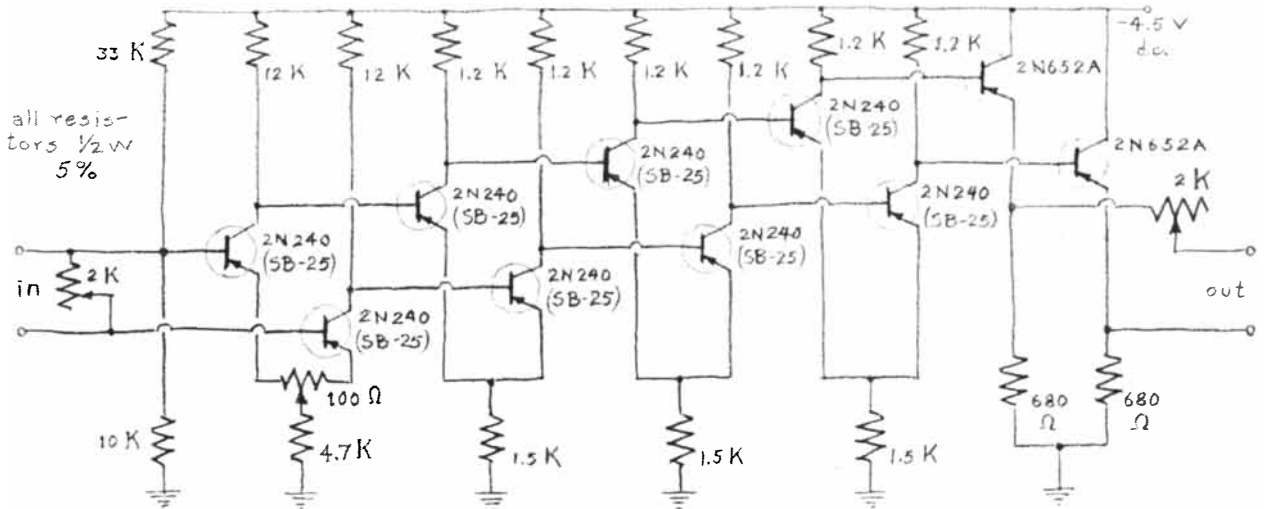 -4.5 V
dc.
33 K
12 K
12 K
1.2 K
1.2 K
1.2 K
1.2 K
1.2 K
1.2 K
2N652A
all resis-
tors 1/2 W
5%
2N240
(SB-25)
2N240
(SB-25)
2N652A
2N240
(SB-25)
2N240
(SB-25)
2 K
2N240
(SB-25)
2N240
(SB-25)
2N240
(SB-25)
in
2 K
2N240
(SB-25)
out
100 Ω
680
Ω
680
Ω
10 K
4.7 K
1.5 K
1.5 K
1.5 K